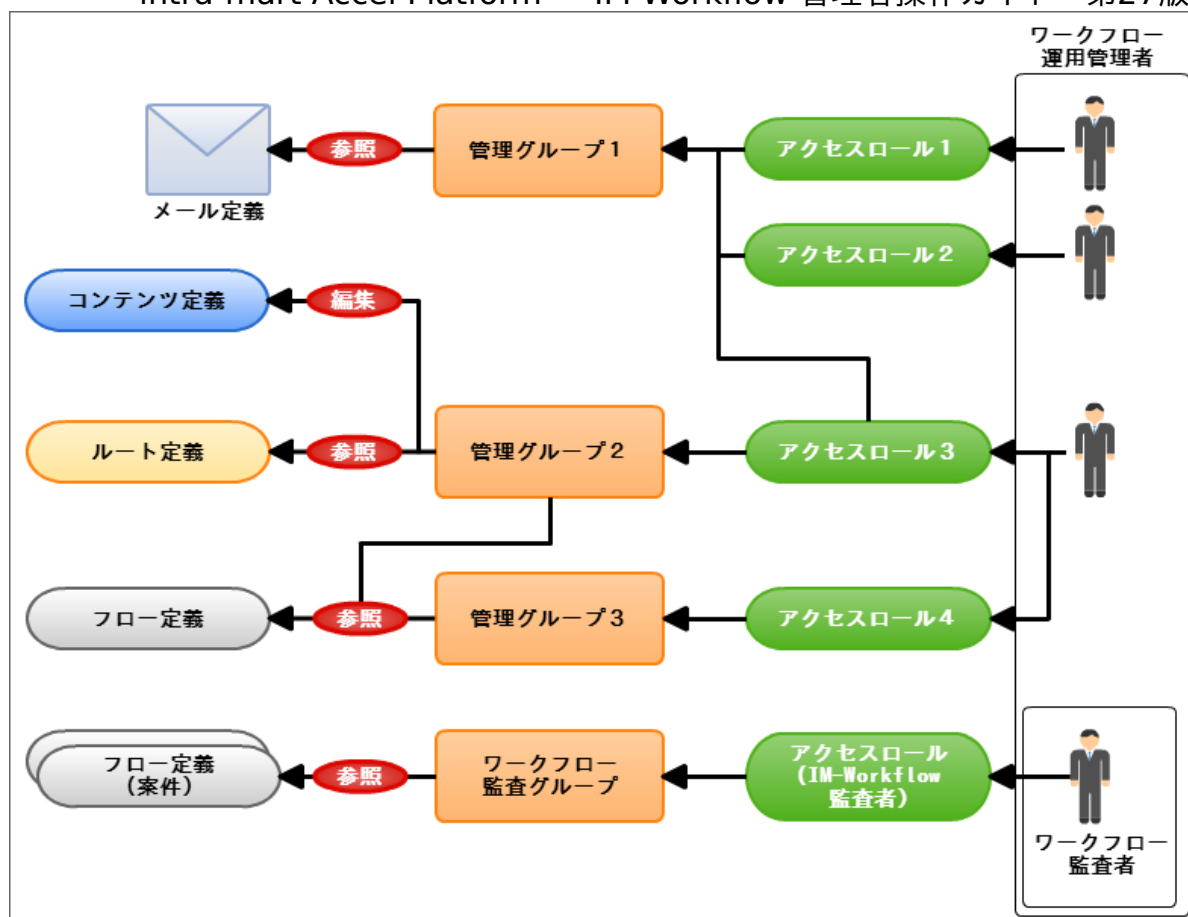 ワークフロー
運用管理者
参照
管理グループ1
アクセスロール1
メール定義
アクセスロール2
コンテンツ定義
編集
ルート定義
参照
管理グループ2
アクセスロール3
フロー定義
参照
管理グループ3
アクセスロール4
フロー定義
(案件)
参照
ワークフロー
監査グループ
アクセスロール
(IM-Workflow
監査者)
ワークフロー
監査者